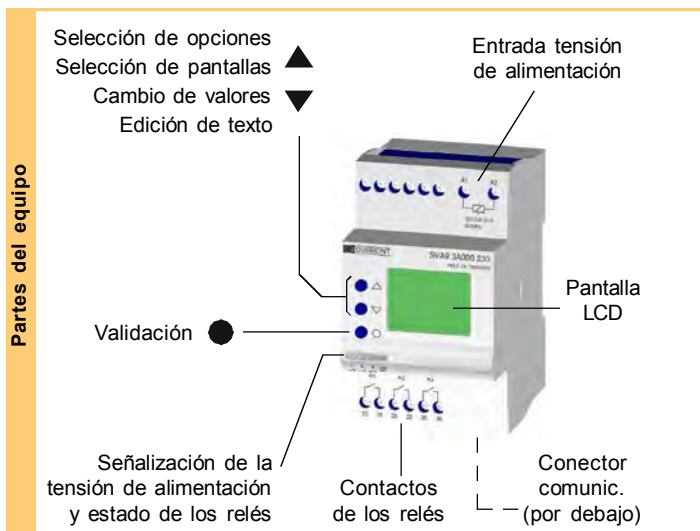 Partes del equipo
Selección de opciones
Selección de pantallas
Cambio de valores
Edición de texto
Entrada tensión
de alimentación
A1 A2
SVA9 3A000 230
Pantalla
LCD
Validación
Señalización de la
tensión de alimentación
y estado de los relés
Contactos
de los relés
Conector
comunic.
(por debajo)